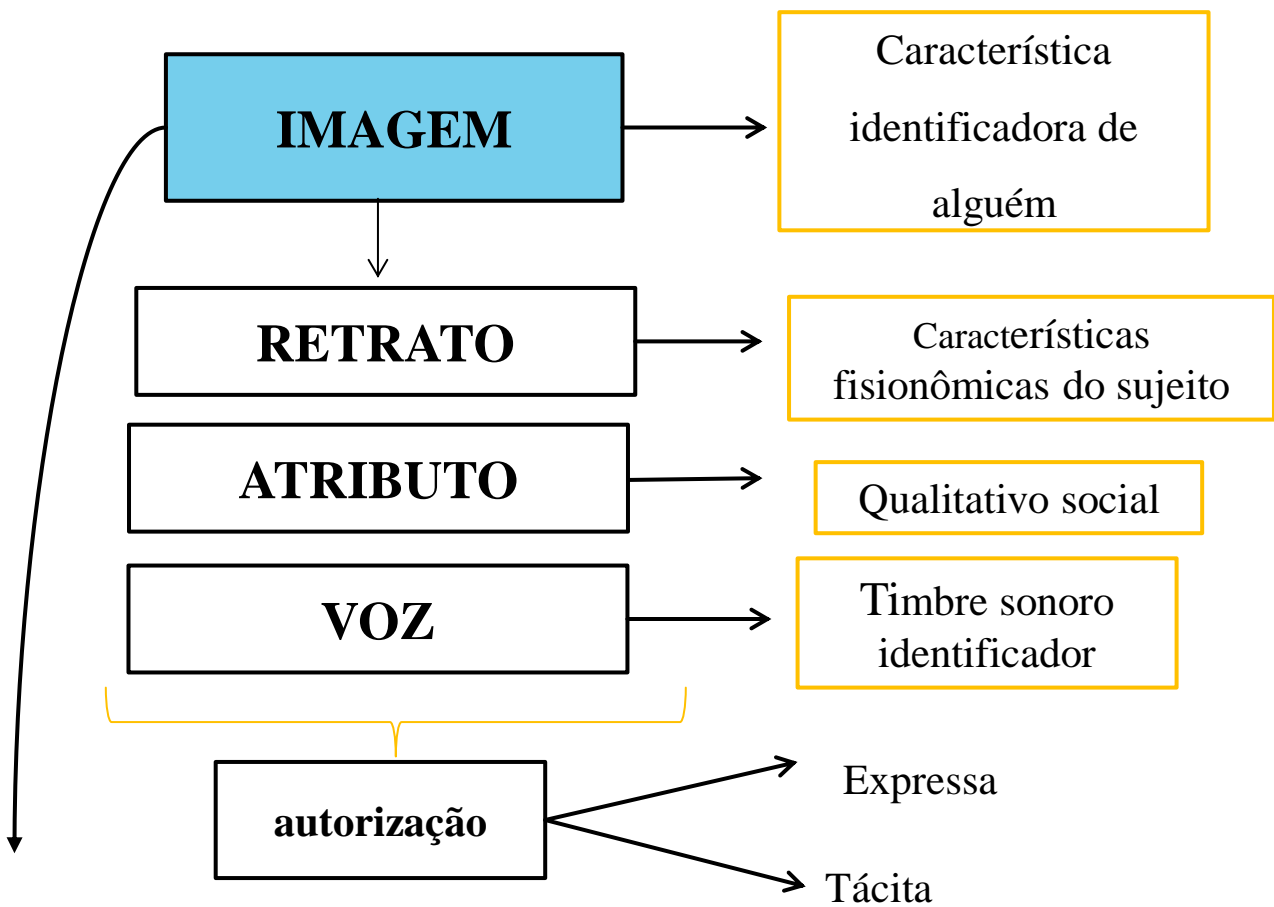 IMAGEM
Característica
identificadora de
alguém
RETRATO
Características
fisionômicas do sujeito
ATRIBUTO
Qualitativo social
VOZ
Timbre sonoro
identificador
autorização
Expressa
Tácita